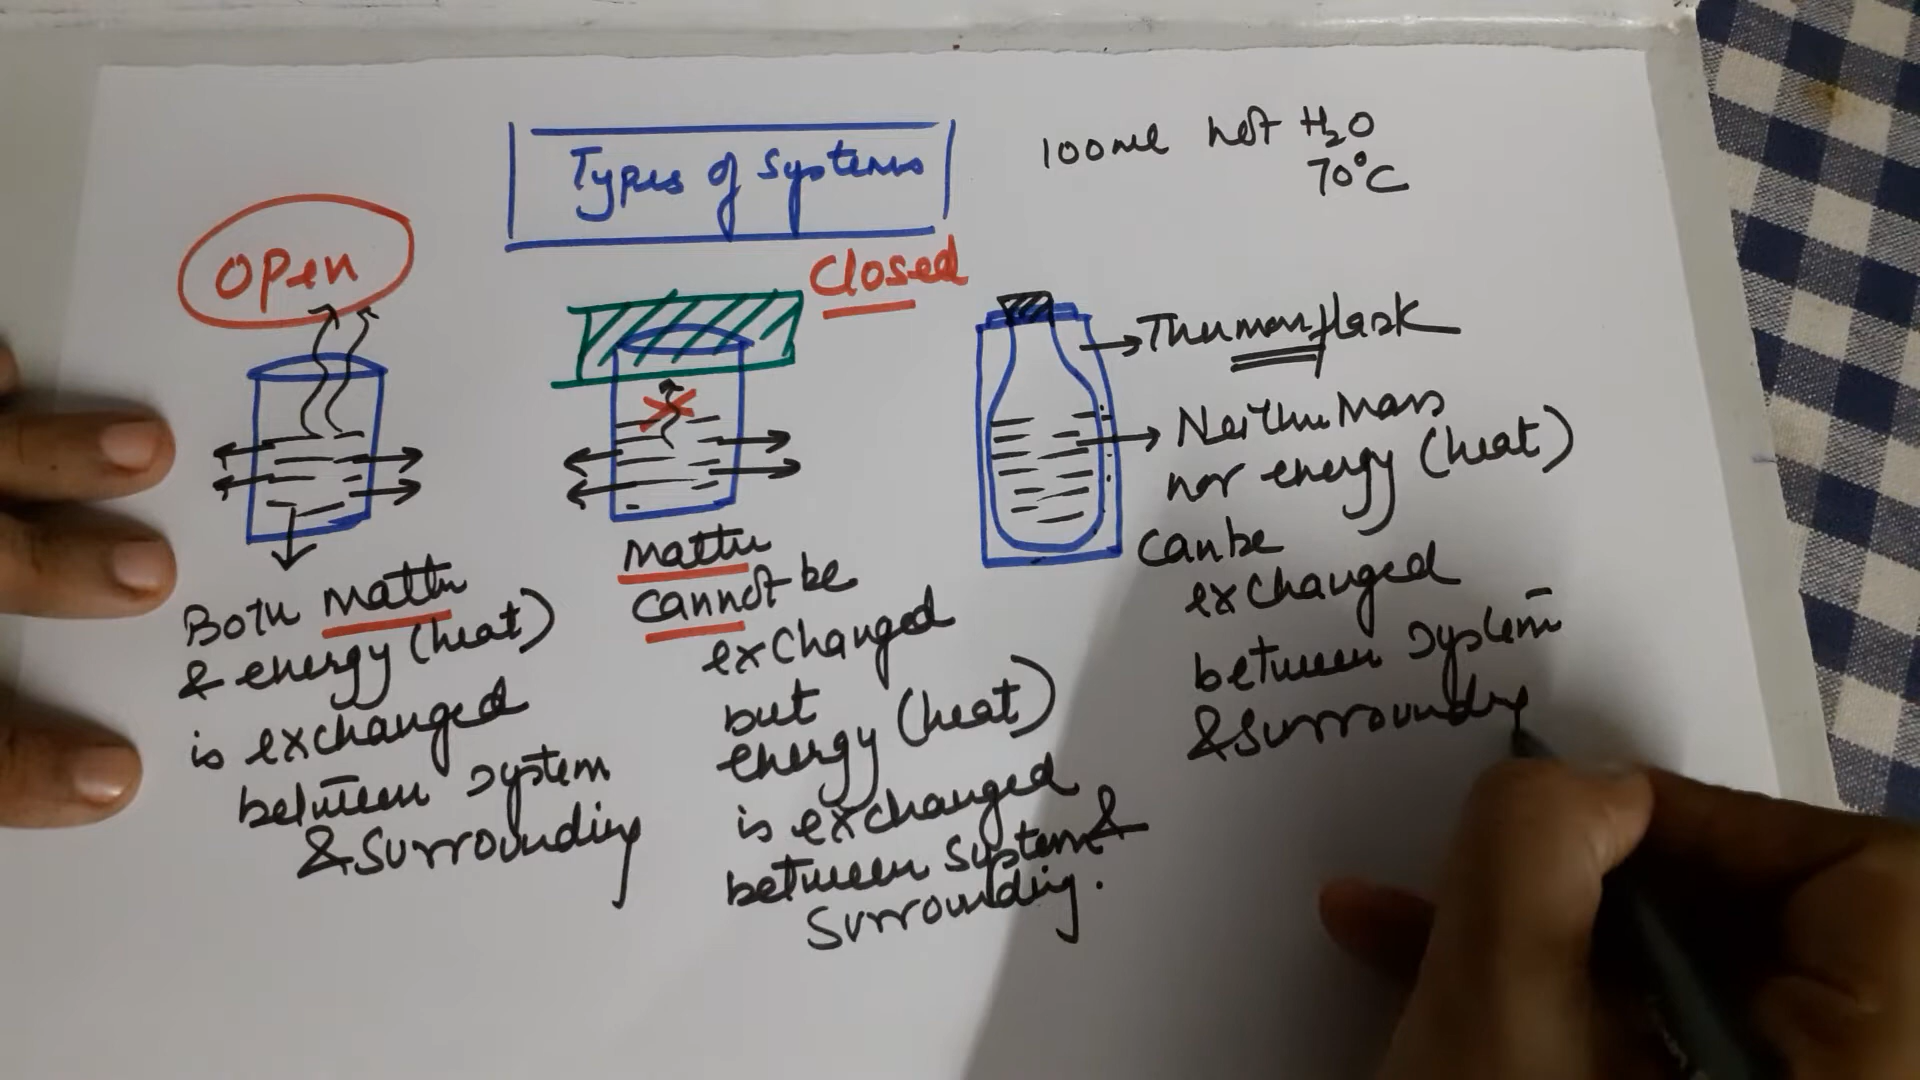 Types of Systems
100ml hot H₂O
70°C
Open
Closed
Both matter
& energy (heat)
is exchanged
between system
& surrounding
matter
cannot be
exchanged
but
energy (heat)
is exchanged
between system &
surrounding.
Thermosflask
Neither Mass
nor energy (heat)
can be
exchanged
between system
& surrounding